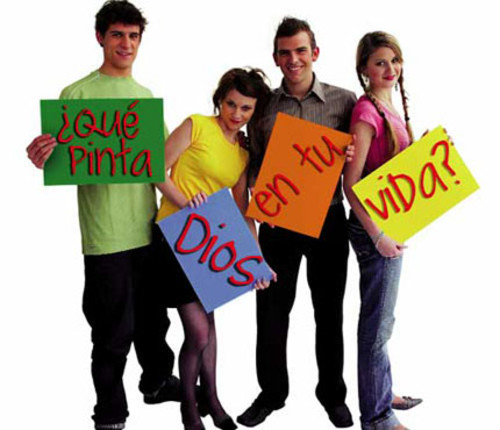 ¿Qué
Pinta
Dios
en tu
viDa?